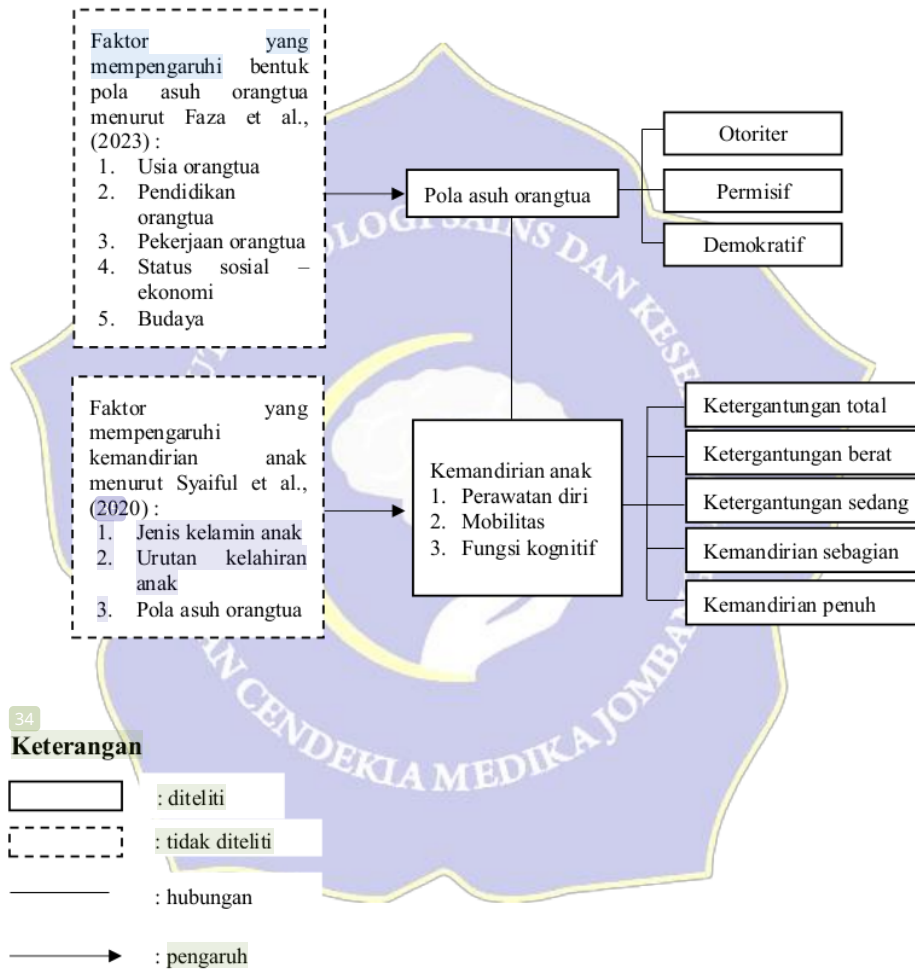 Faktor yang
mempengaruhi bentuk
pola asuh orangtua
menurut Faza et al.,
(2023) :
1. Usia orangtua
2. Pendidikan
orangtua
3. Pekerjaan orangtua
4. Status sosial –
ekonomi
5. Budaya
Pola asuh orangtua
Otoriter
Permisif
Demokratif
Faktor yang
mempengaruhi
kemandirian anak
menurut Syaiful et al.,
(2020) :
1. Jenis kelamin anak
2. Urutan kelahiran
anak
3. Pola asuh orangtua
Kemandirian anak
1. Perawatan diri
2. Mobilitas
3. Fungsi kognitif
Ketergantungan total
Ketergantungan berat
Ketergantungan sedang
Kemandirian sebagian
Kemandirian penuh
SAINS DAN
CENDEKIA MEDIKA
34
Keterangan
: diteliti
: tidak diteliti
: hubungan
: pengaruh